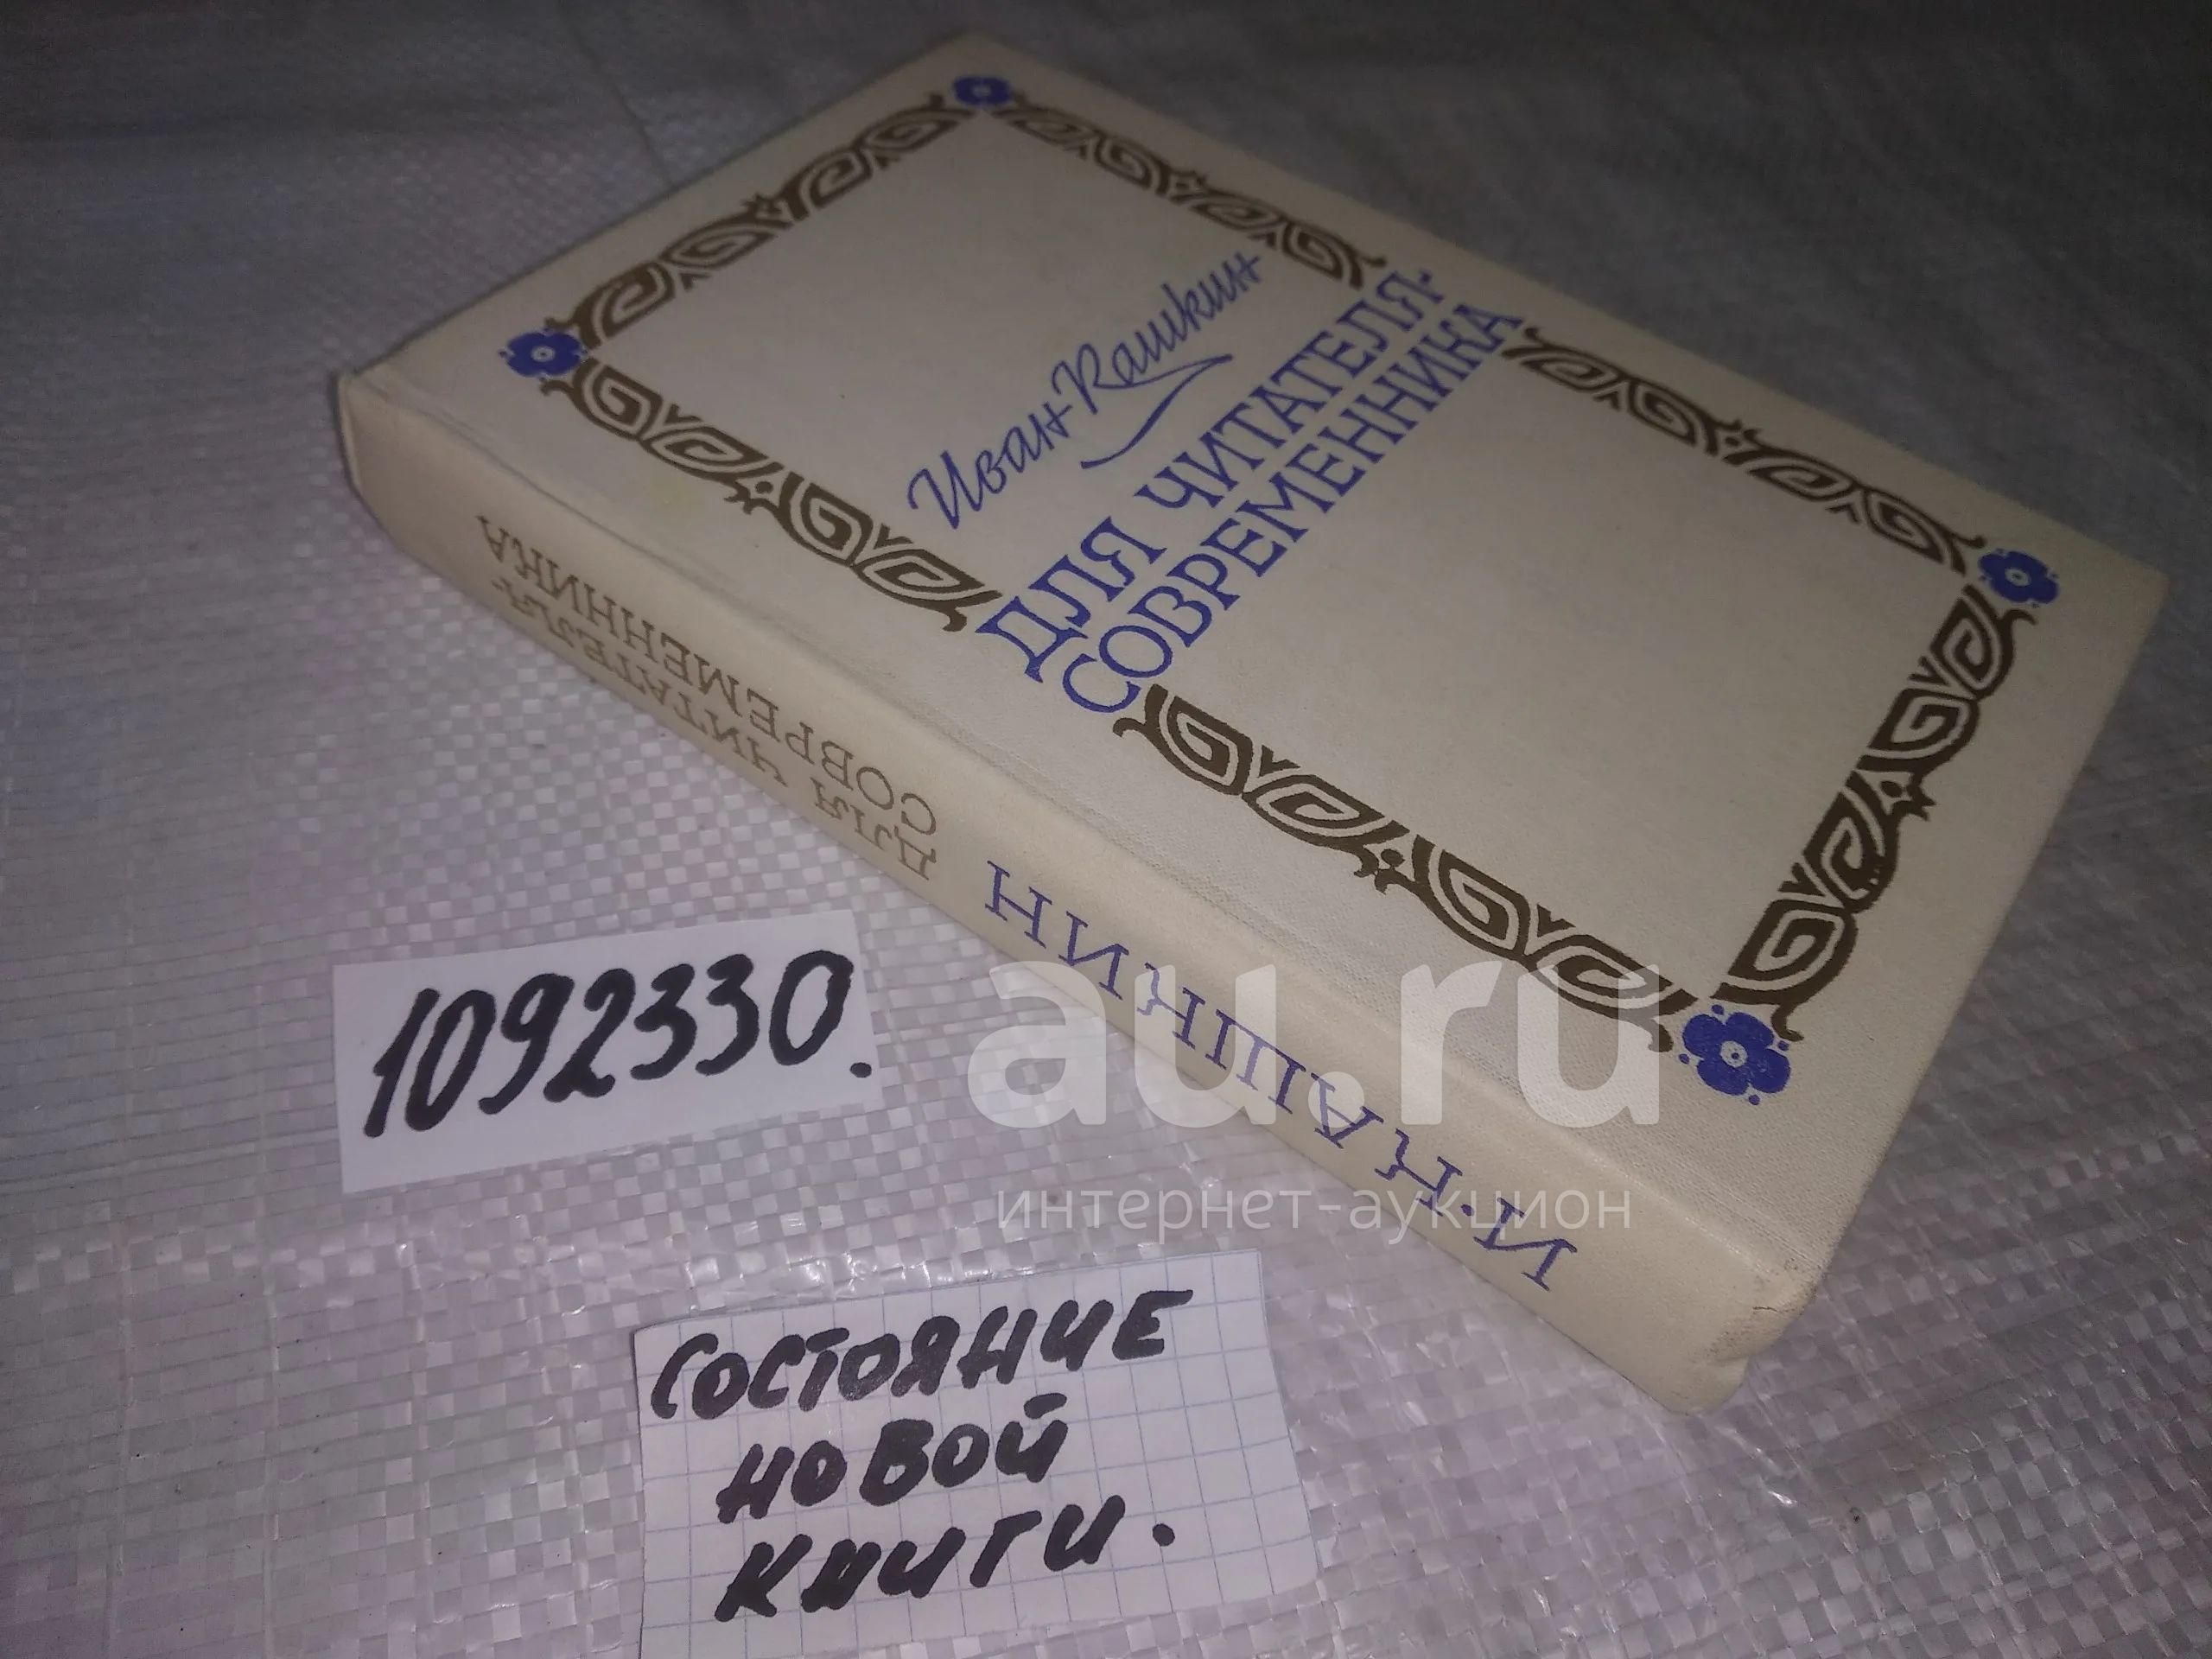 Иван Кашкин
ДЛЯ ЧИТАТЕЛЯ-
СОВРЕМЕННИКА
И. КАШКИН
ДЛЯ ЧИТАТЕЛЯ-
СОВРЕМЕННИКА
1092330.
au.ru
интернет-аукцион
СОСТОЯНИЕ
НОВОЙ
КНИГИ.